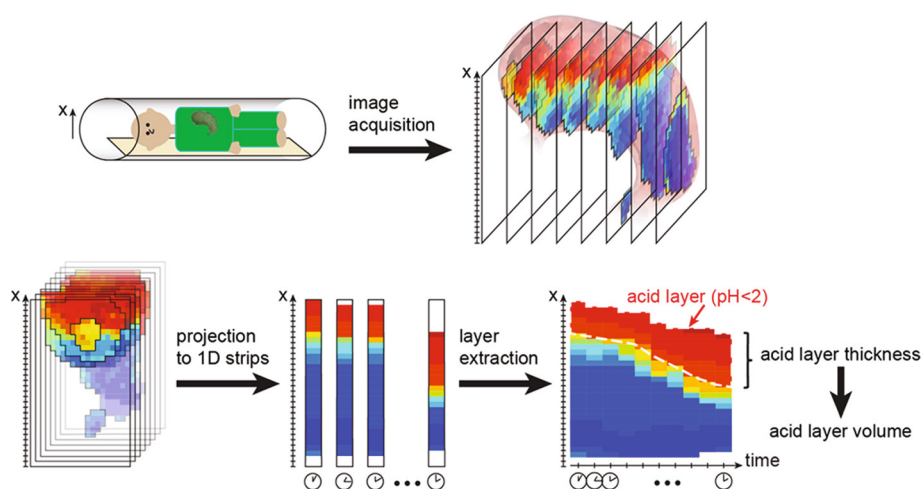 x
image
acquisition
x
x
projection
to 1D strips
x
layer
extraction
x
acid layer (pH<2)
acid layer thickness
acid layer volume
time